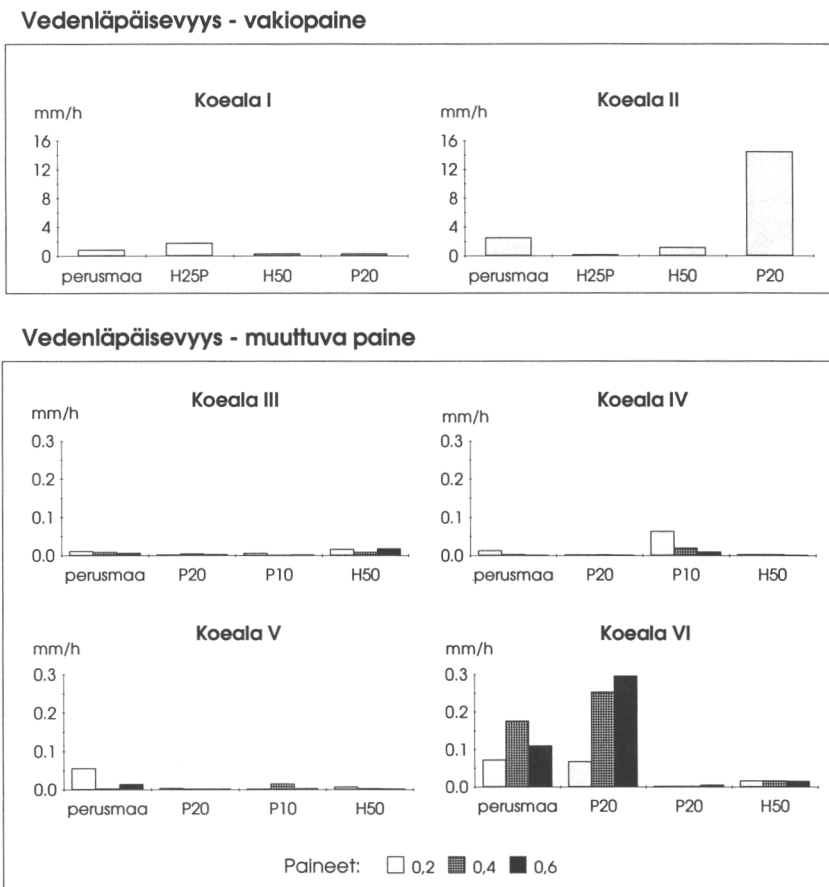 Vedenläpäisevyys - vakiopaine
Koeala I
mm/h
16
12
8
4
0
perusmaa H25P H50 P20
Koeala II
mm/h
16
12
8
4
0
perusmaa H25P H50 P20
Vedenläpäisevyys - muuttuva paine
Koeala III
mm/h
0.3
0.2
0.1
0.0
perusmaa P20 P10 H50
Koeala IV
mm/h
0.3
0.2
0.1
0.0
perusmaa P20 P10 H50
Koeala V
mm/h
0.3
0.2
0.1
0.0
perusmaa P20 P10 H50
Koeala VI
mm/h
0.3
0.2
0.1
0.0
perusmaa P20 P20 H50
Paineet: 0,2 0,4 0,6